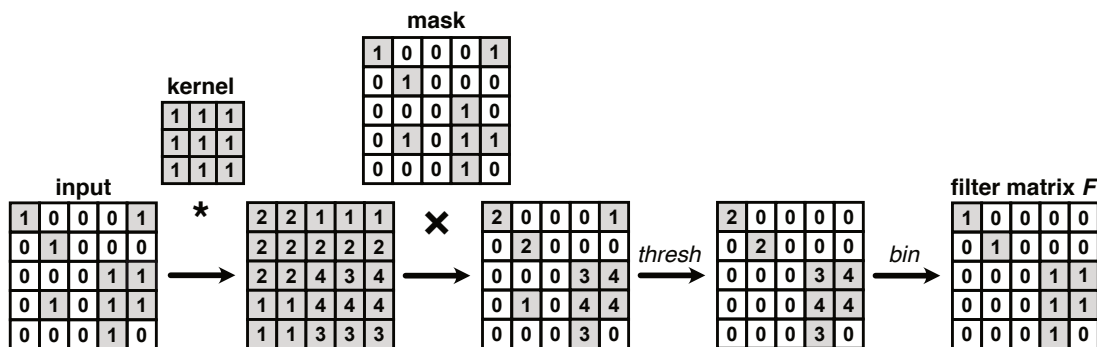 mask
1 0 0 0 1
0 1 0 0 0
0 0 0 1 0
0 1 0 1 1
0 0 0 1 0
kernel
1 1 1
1 1 1
1 1 1
input
1 0 0 0 1
0 1 0 0 0
0 0 0 1 1
0 1 0 1 1
0 0 0 1 0
*
2 2 1 1 1
2 2 2 2 2
2 2 4 3 4
1 1 4 4 4
1 1 3 3 3
×
2 0 0 0 1
0 2 0 0 0
0 0 0 3 4
0 1 0 4 4
0 0 0 3 0
thresh
2 0 0 0 0
0 2 0 0 0
0 0 0 3 4
0 0 0 4 4
0 0 0 3 0
bin
filter matrix F
1 0 0 0 0
0 1 0 0 0
0 0 0 1 1
0 0 0 1 1
0 0 0 1 0